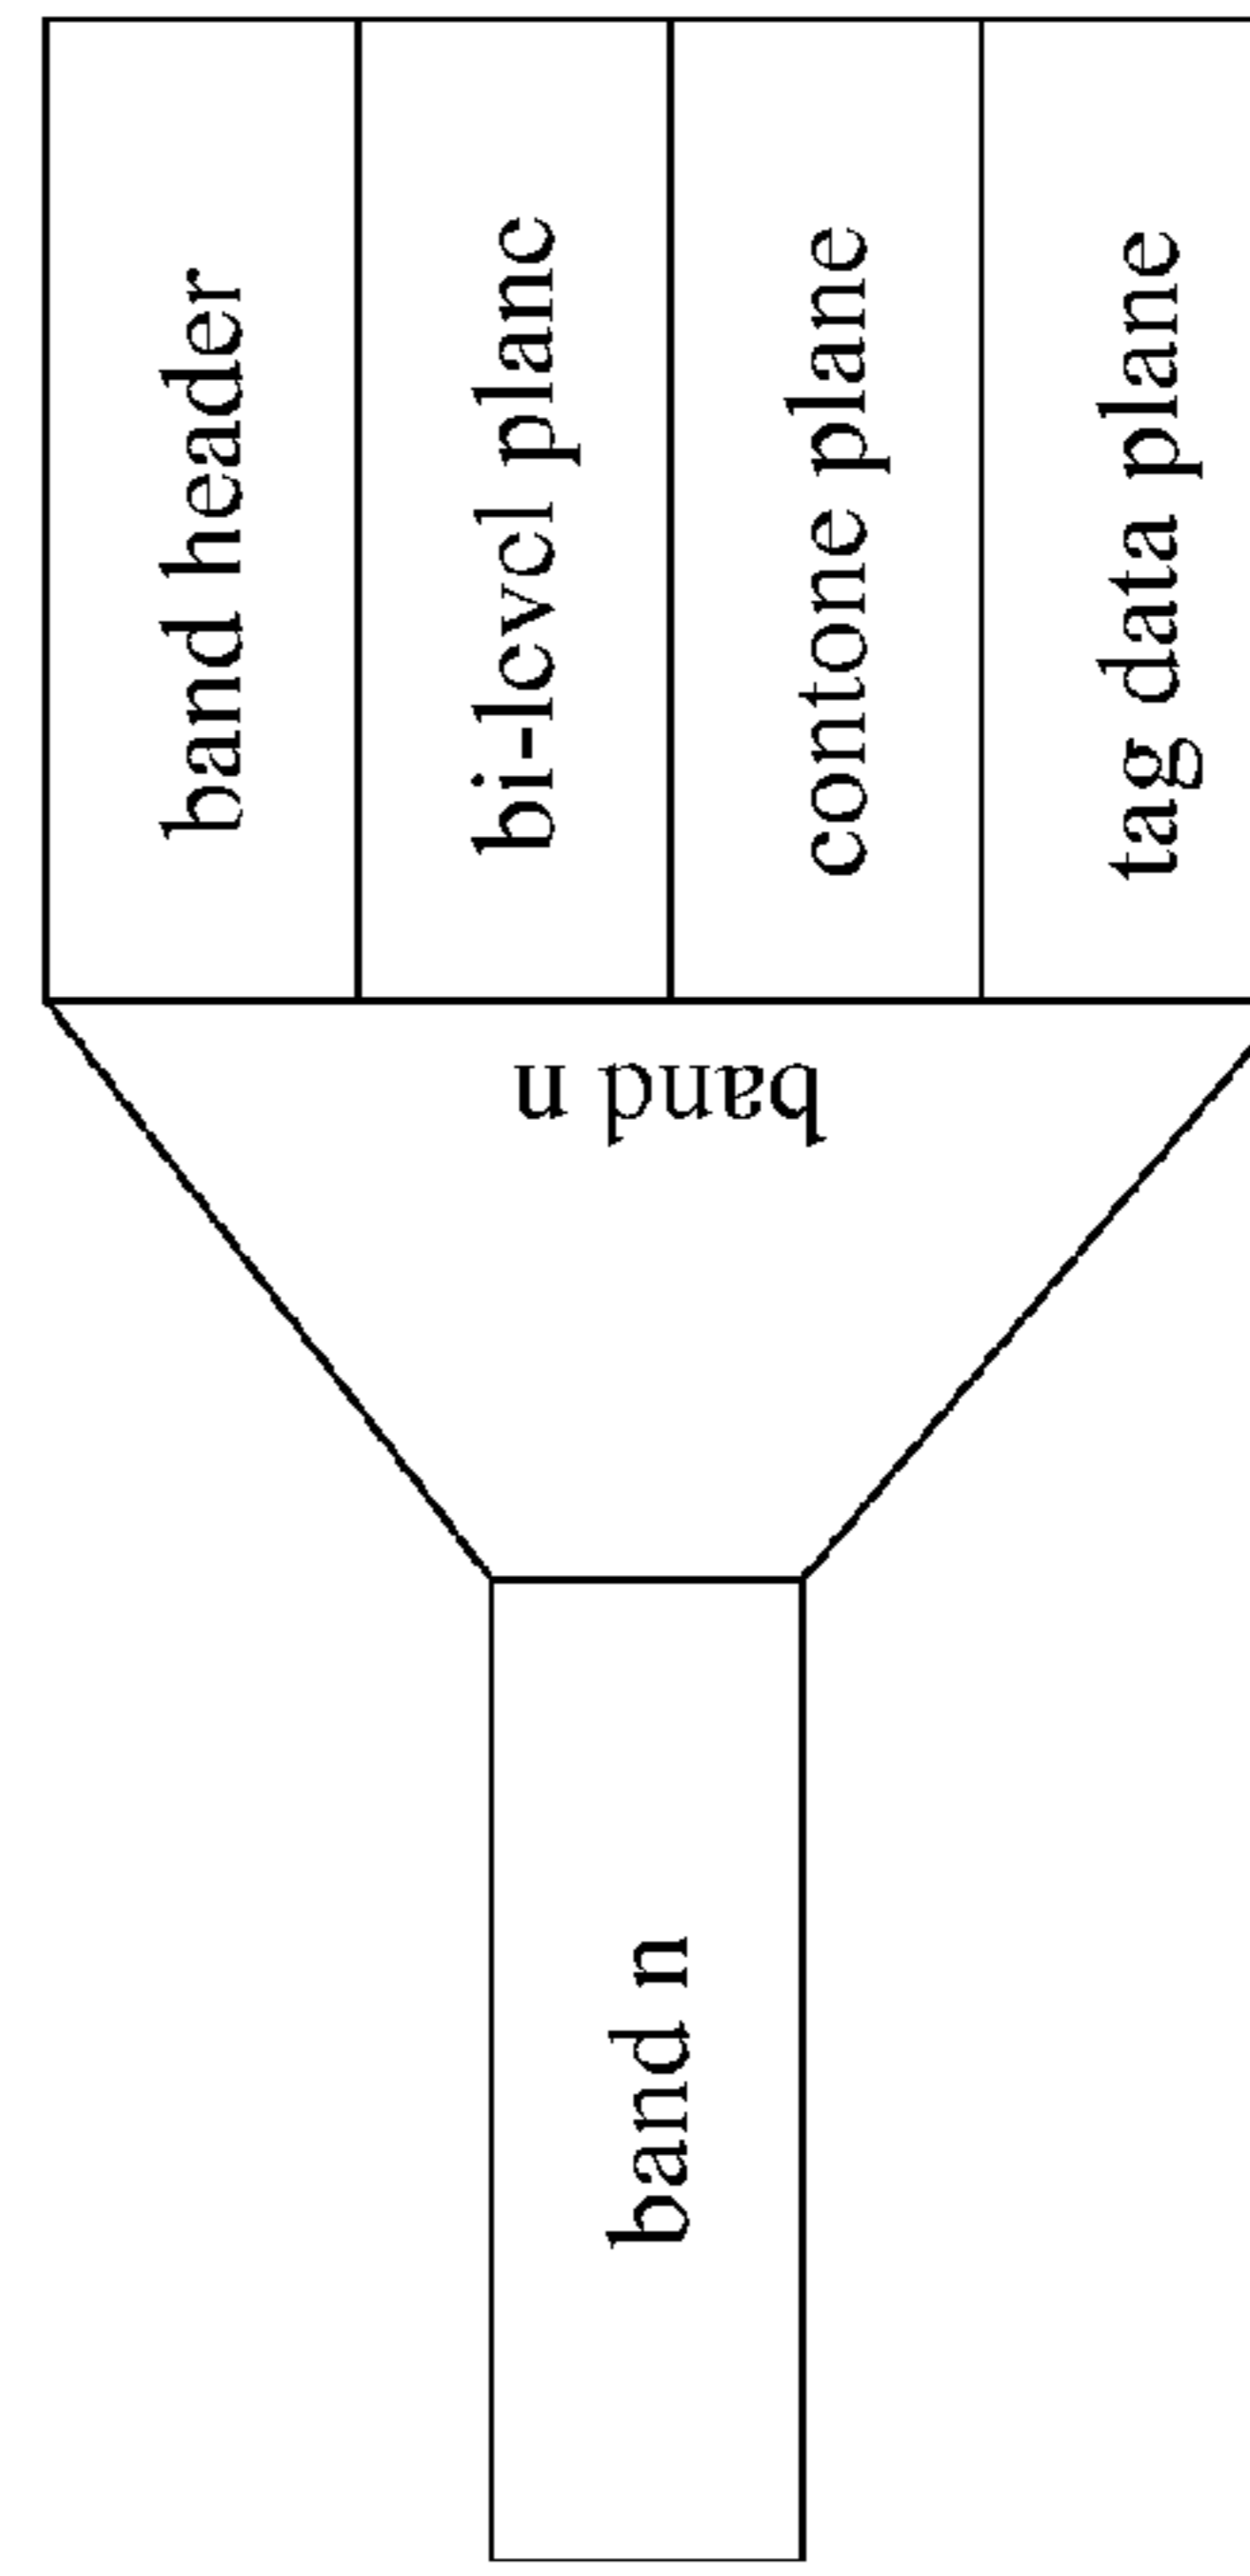 band header
bi-level plane
contone plane
tag data plane
band n
band n